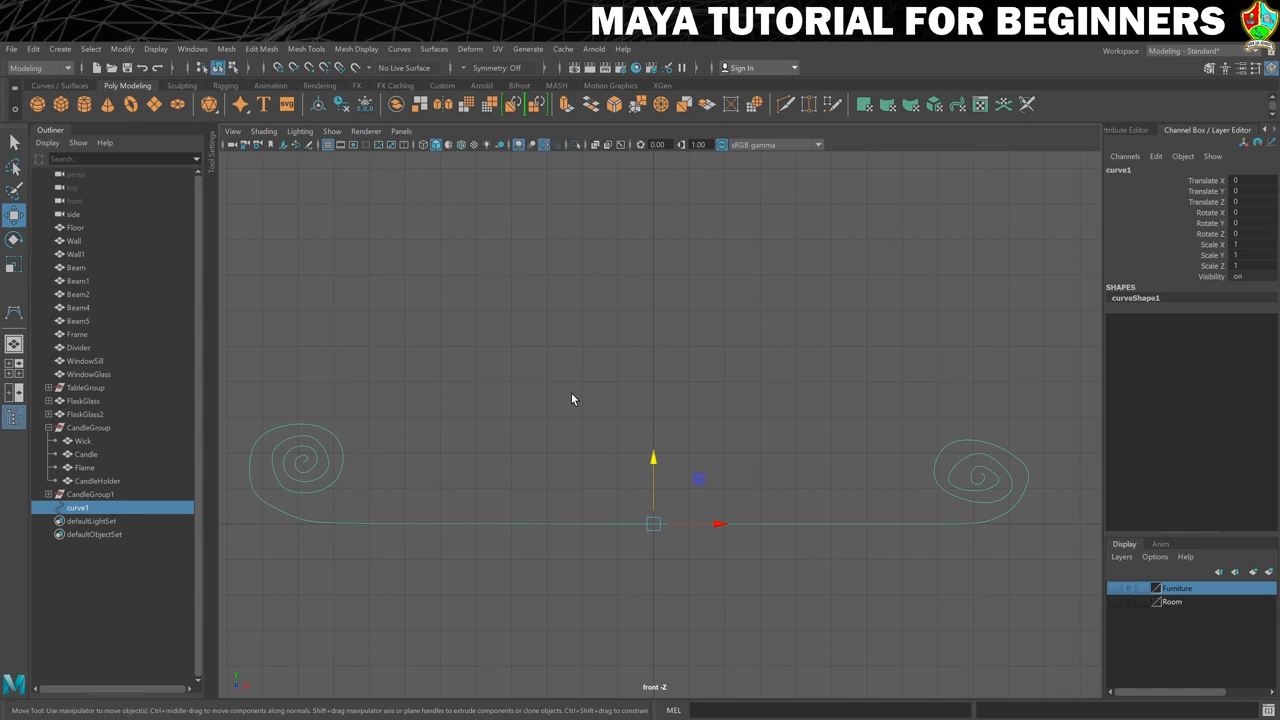 MAYA TUTORIAL FOR BEGINNERS
File Edit Create Select Modify Display Windows Mesh Edit Mesh Mesh Tools Mesh Display Curves Surfaces Deform UV Generate Cache Arnold Help
Workspace : Modeling - Standard*
Modeling No Live Surface Symmetry: Off Sign In
Curves / Surfaces Poly Modeling Sculpting Rigging Animation Rendering FX FX Caching Custom Arnold Bifrost MASH Motion Graphics XGen
Outliner
Display Show Help
Search...
Tool Settings
View Shading Lighting Show Renderer Panels
0.00 1.00 sRGB gamma
persp
top
front
side
Floor
Wall
Wall1
Beam
Beam1
Beam2
Beam4
Beam5
Frame
Divider
WindowSill
WindowGlass
TableGroup
FlaskGlass
FlaskGlass2
CandleGroup
Wick
Candle
Flame
CandleHolder
CandleGroup1
curve1
defaultLightSet
defaultObjectSet
front -Z
tribute Editor Channel Box / Layer Editor
Channels Edit Object Show
curve1
Translate X 0
Translate Y 0
Translate Z 0
Rotate X 0
Rotate Y 0
Rotate Z 0
Scale X 1
Scale Y 1
Scale Z 1
Visibility on
SHAPES
curveShape1
Display Anim
Layers Options Help
Furniture
Room
Move Tool: Use manipulator to move object(s). Ctrl+middle-drag to move components along normals. Shift+drag manipulator axis or plane handles to extrude components or clone objects. Ctrl+Shift+drag to constrain
MEL